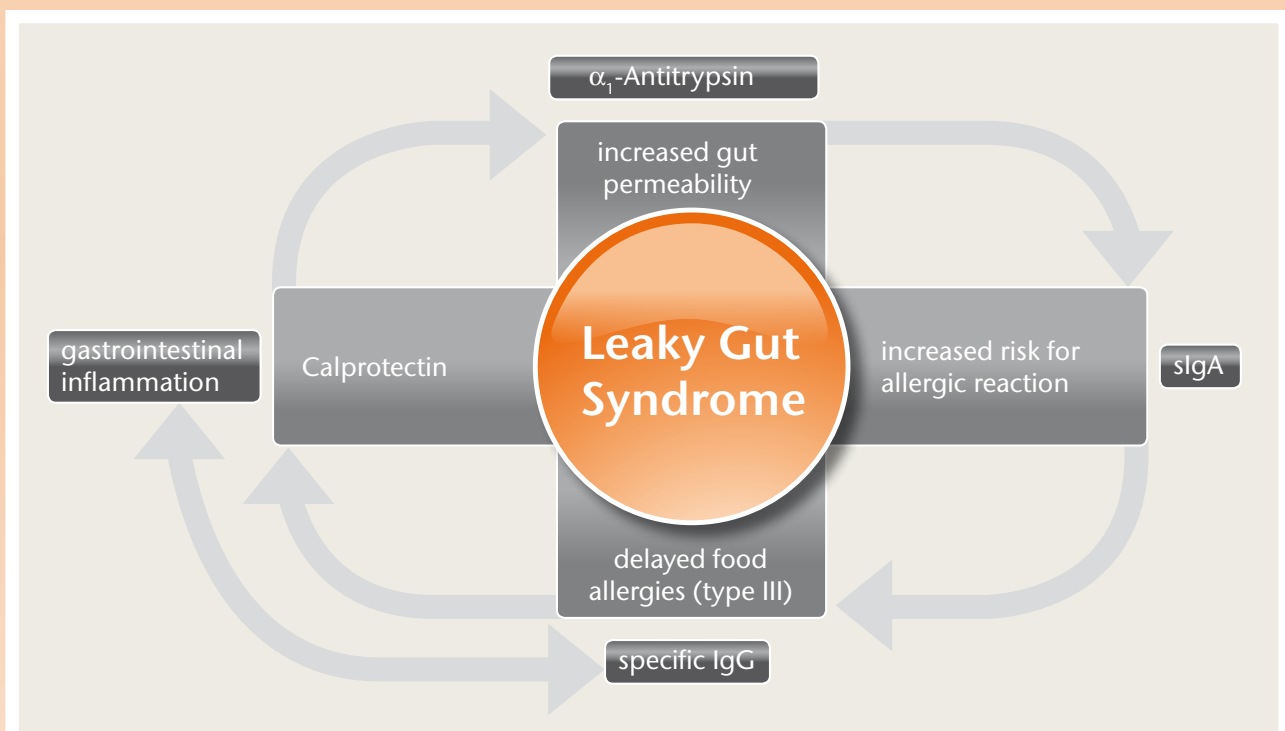 α₁-Antitrypsin
increased gut
permeability
gastrointestinal
inflammation
Calprotectin
Leaky Gut
Syndrome
increased risk for
allergic reaction
sIgA
delayed food
allergies (type III)
specific IgG